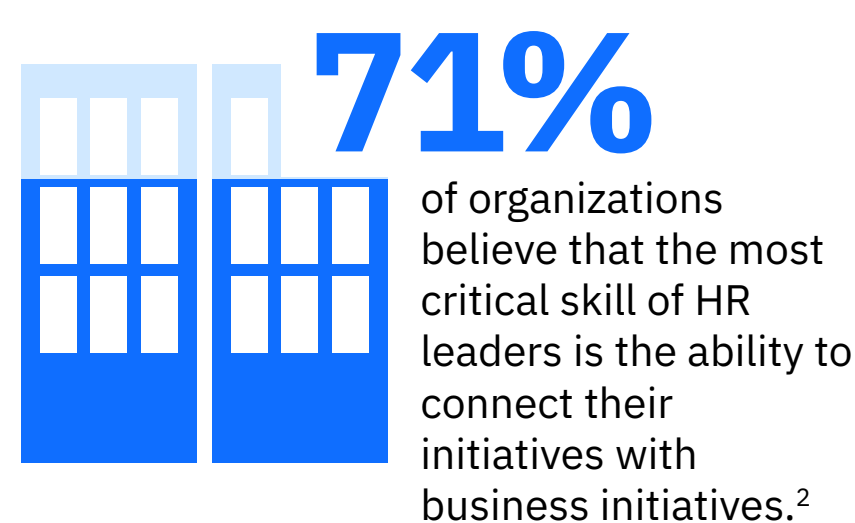 71%
of organizations
believe that the most
critical skill of HR
leaders is the ability to
connect their
initiatives with
business initiatives.²